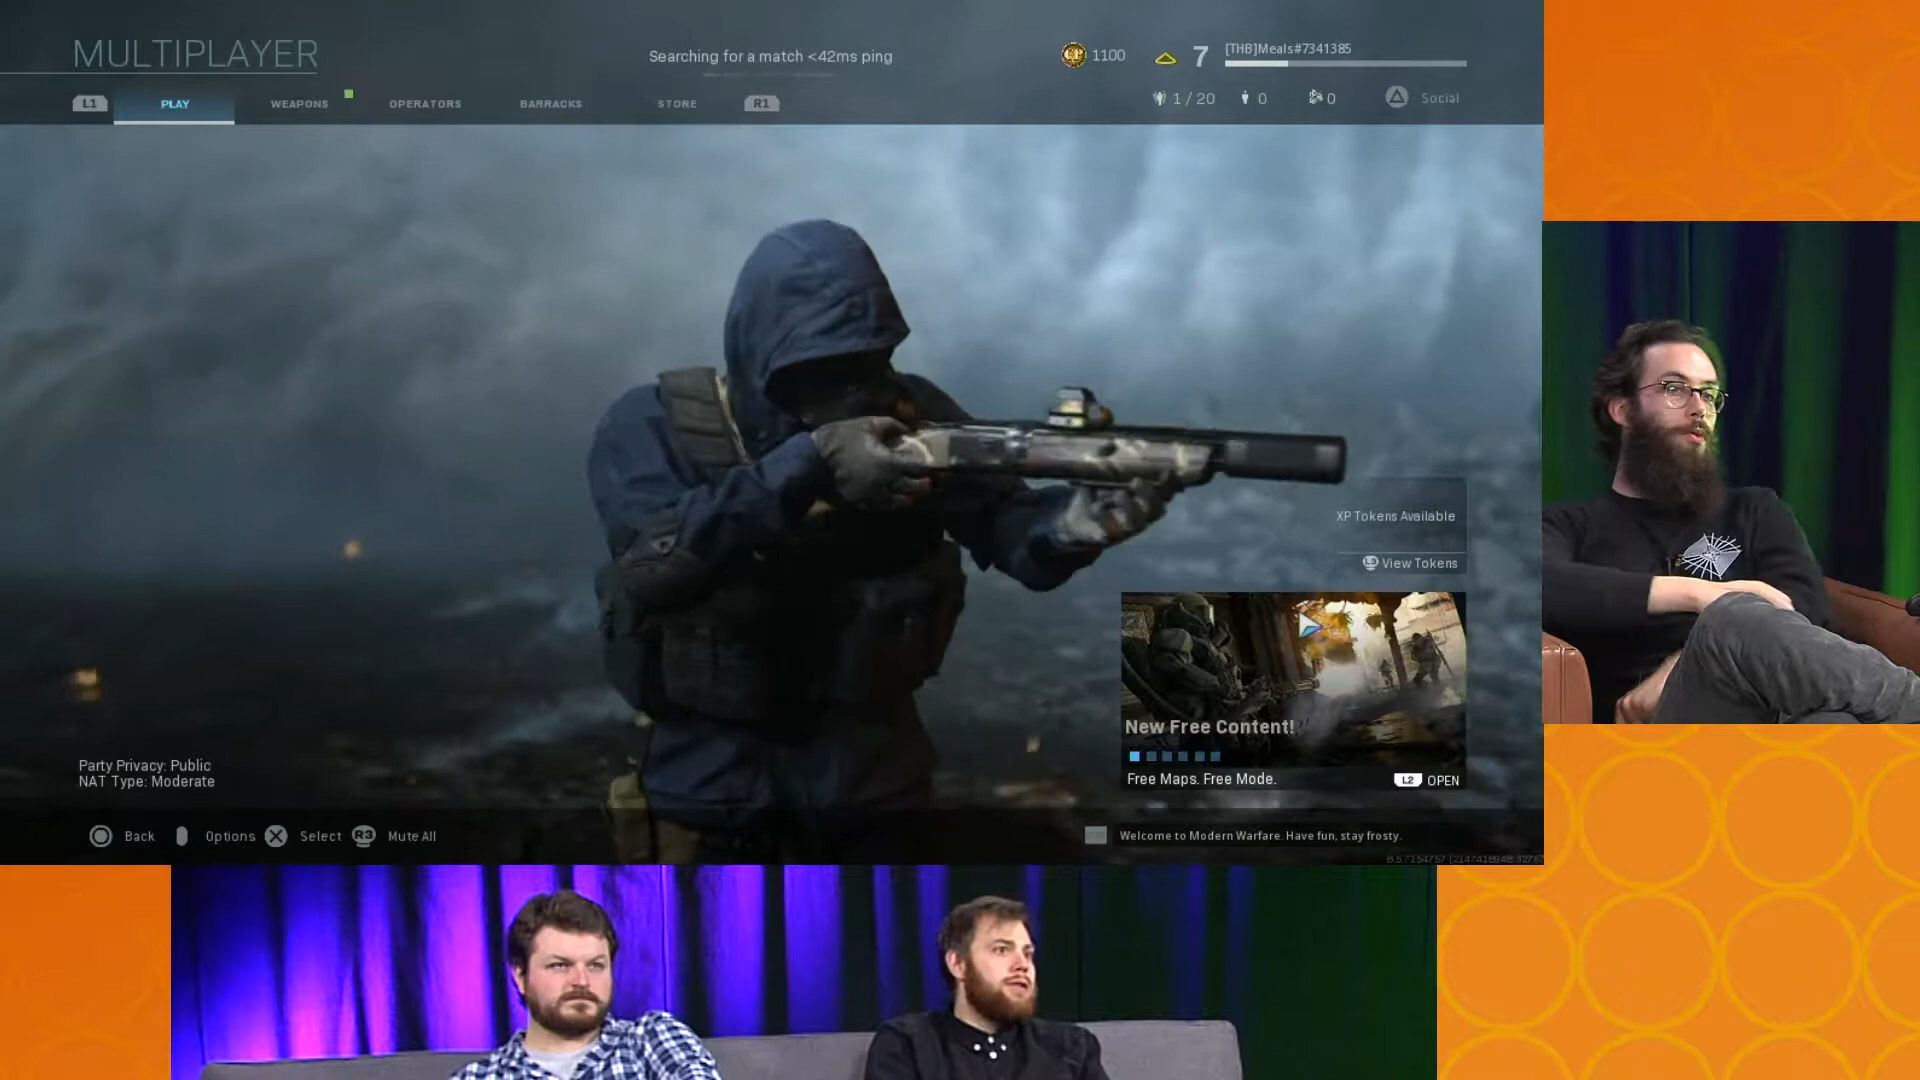 MULTIPLAYER
Searching for a match <42ms ping
1100
7
[THB]Meals#7341385
L1
PLAY
WEAPONS
OPERATORS
BARRACKS
STORE
R1
1 / 20
0
0
Social
XP Tokens Available
View Tokens
New Free Content!
Free Maps. Free Mode.
L2 OPEN
Party Privacy: Public
NAT Type: Moderate
Back
Options
Select
R3
Mute All
Welcome to Modern Warfare. Have fun, stay frosty.